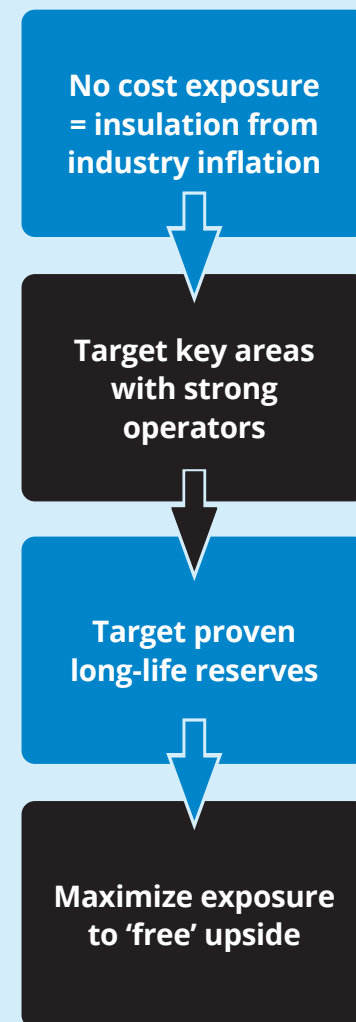 No cost exposure
= insulation from
industry inflation
Target key areas
with strong
operators
Target proven
long-life reserves
Maximize exposure
to ‘free’ upside